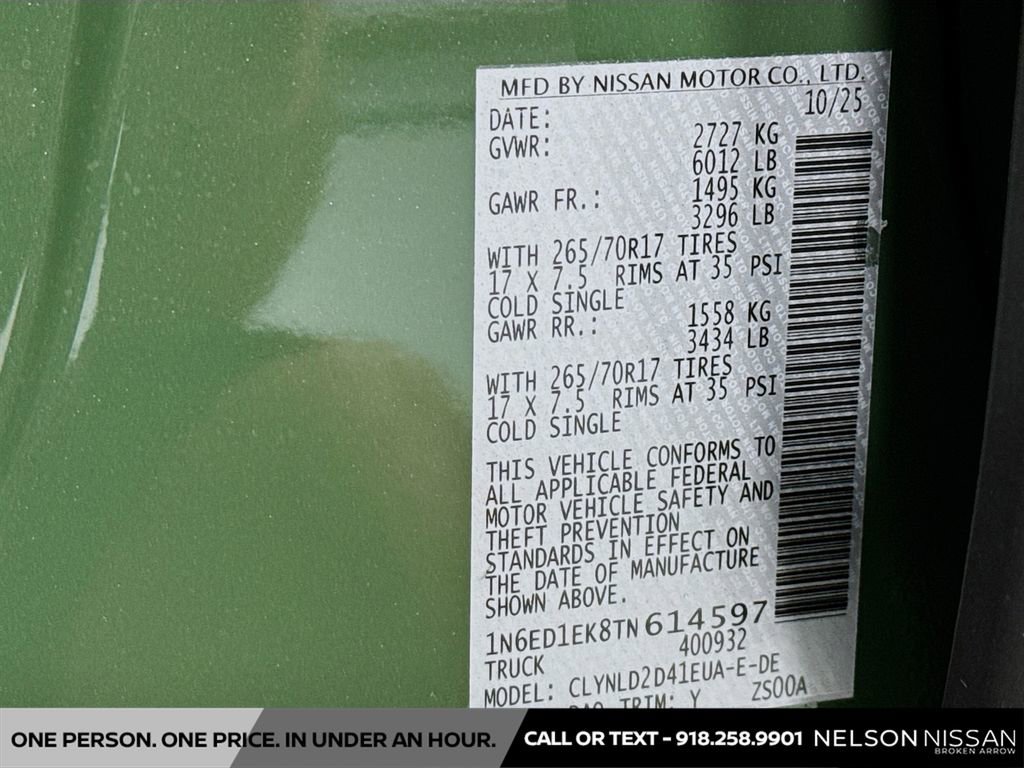 MFD BY NISSAN MOTOR CO., LTD.
DATE: 10/25
GVWR: 2727 KG
6012 LB
GAWR FR.: 1495 KG
3296 LB
WITH 265/70R17 TIRES
17 X 7.5 RIMS AT 35 PSI
COLD SINGLE
GAWR RR.: 1558 KG
3434 LB
WITH 265/70R17 TIRES
17 X 7.5 RIMS AT 35 PSI
COLD SINGLE
THIS VEHICLE CONFORMS TO
ALL APPLICABLE FEDERAL
MOTOR VEHICLE SAFETY AND
THEFT PREVENTION
STANDARDS IN EFFECT ON
THE DATE OF MANUFACTURE
SHOWN ABOVE.
1N6ED1EK8TN614597
TRUCK 400932
MODEL: CLYNLD2D41EUA-E-DE
TRIM: Y ZS00A
ONE PERSON. ONE PRICE. IN UNDER AN HOUR.
CALL OR TEXT - 918.258.9901
NELSON NISSAN
BROKEN ARROW